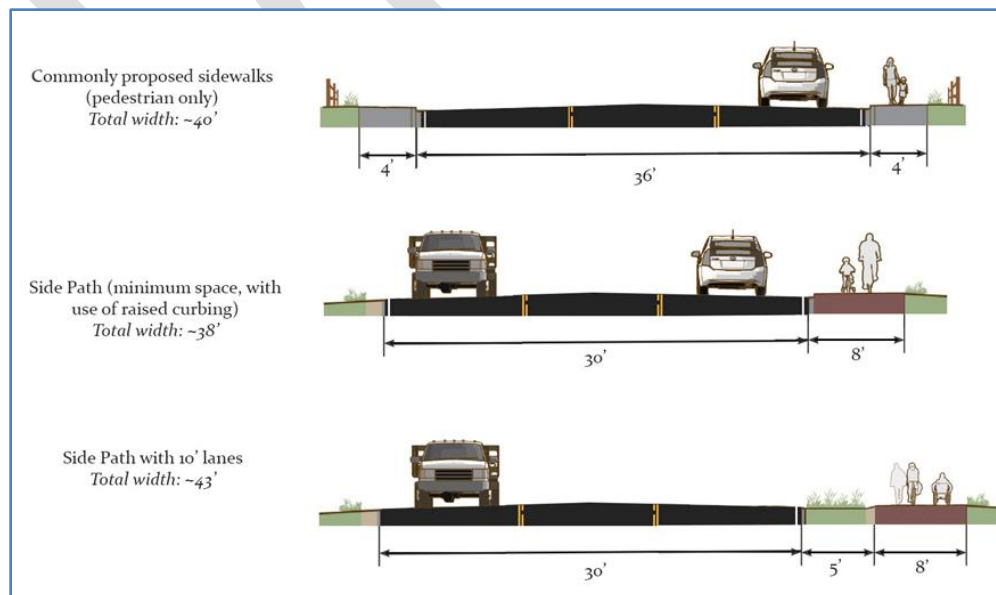 Commonly proposed sidewalks
(pedestrian only)
Total width: ~40’
4’
36’
4’
Side Path (minimum space, with
use of raised curbing)
Total width: ~38’
30’
8’
Side Path with 10’ lanes
Total width: ~43’
30’
5’
8’